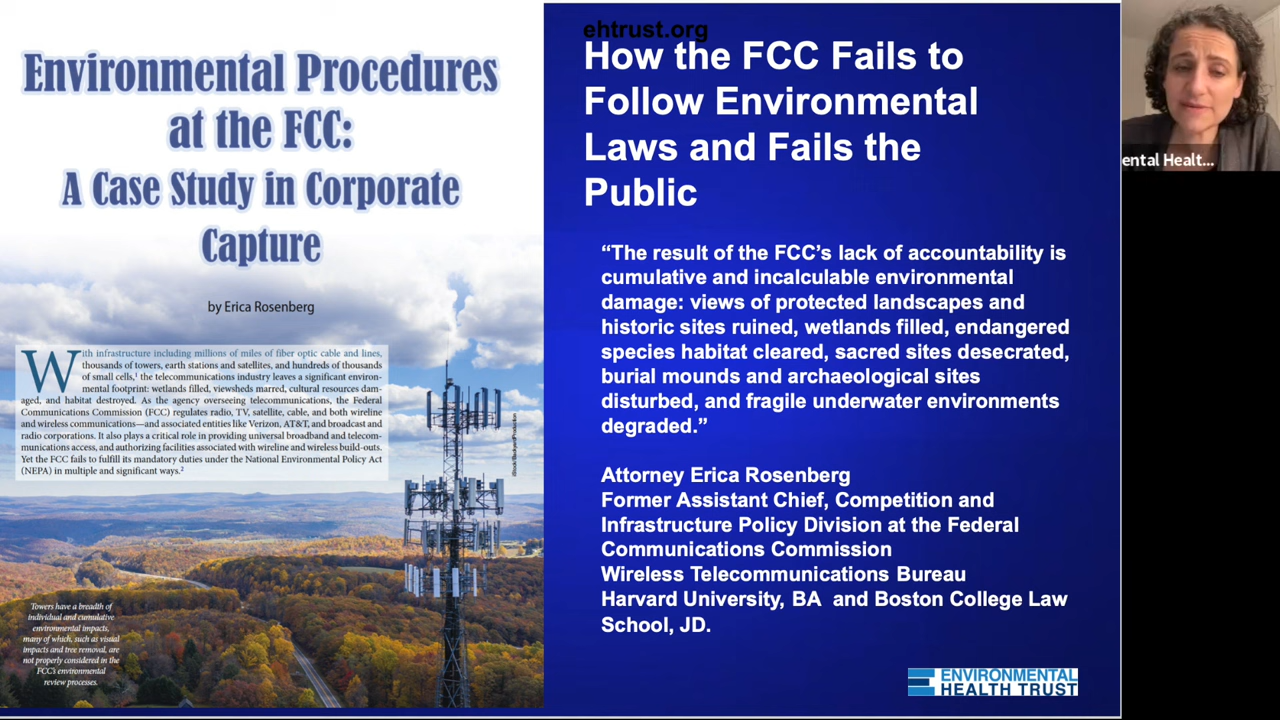 Environmental Procedures
at the FCC:
A Case Study in Corporate
Capture
by Erica Rosenberg
With infrastructure including millions of miles of fiber optic cable and lines,
thousands of towers, earth stations and satellites, and hundreds of thousands
of small cells,¹ the telecommunications industry leaves a significant environ-
mental footprint: wetlands filled, viewsheds marred, cultural resources dam-
aged, and habitat destroyed. As the agency overseeing telecommunications, the Federal
Communications Commission (FCC) regulates radio, TV, satellite, cable, and both wireline
and wireless communications—and associated entities like Verizon, AT&T, and broadcast and
radio corporations. It also plays a critical role in providing universal broadband and telecom-
munications access, and authorizing facilities associated with wireline and wireless build-outs.
Yet the FCC fails to fulfill its mandatory duties under the National Environmental Policy Act
(NEPA) in multiple and significant ways.²
Towers have a breadth of
individual and cumulative
environmental impacts,
many of which, such as visual
impacts and tree removal, are
not properly considered in the
FCC's environmental
review processes.
ehtrust.org
How the FCC Fails to
Follow Environmental
Laws and Fails the
Public
“The result of the FCC’s lack of accountability is
cumulative and incalculable environmental
damage: views of protected landscapes and
historic sites ruined, wetlands filled, endangered
species habitat cleared, sacred sites desecrated,
burial mounds and archaeological sites
disturbed, and fragile underwater environments
degraded.”
Attorney Erica Rosenberg
Former Assistant Chief, Competition and
Infrastructure Policy Division at the Federal
Communications Commission
Wireless Telecommunications Bureau
Harvard University, BA and Boston College Law
School, JD.
ENVIRONMENTAL
HEALTH TRUST
ental Healt...